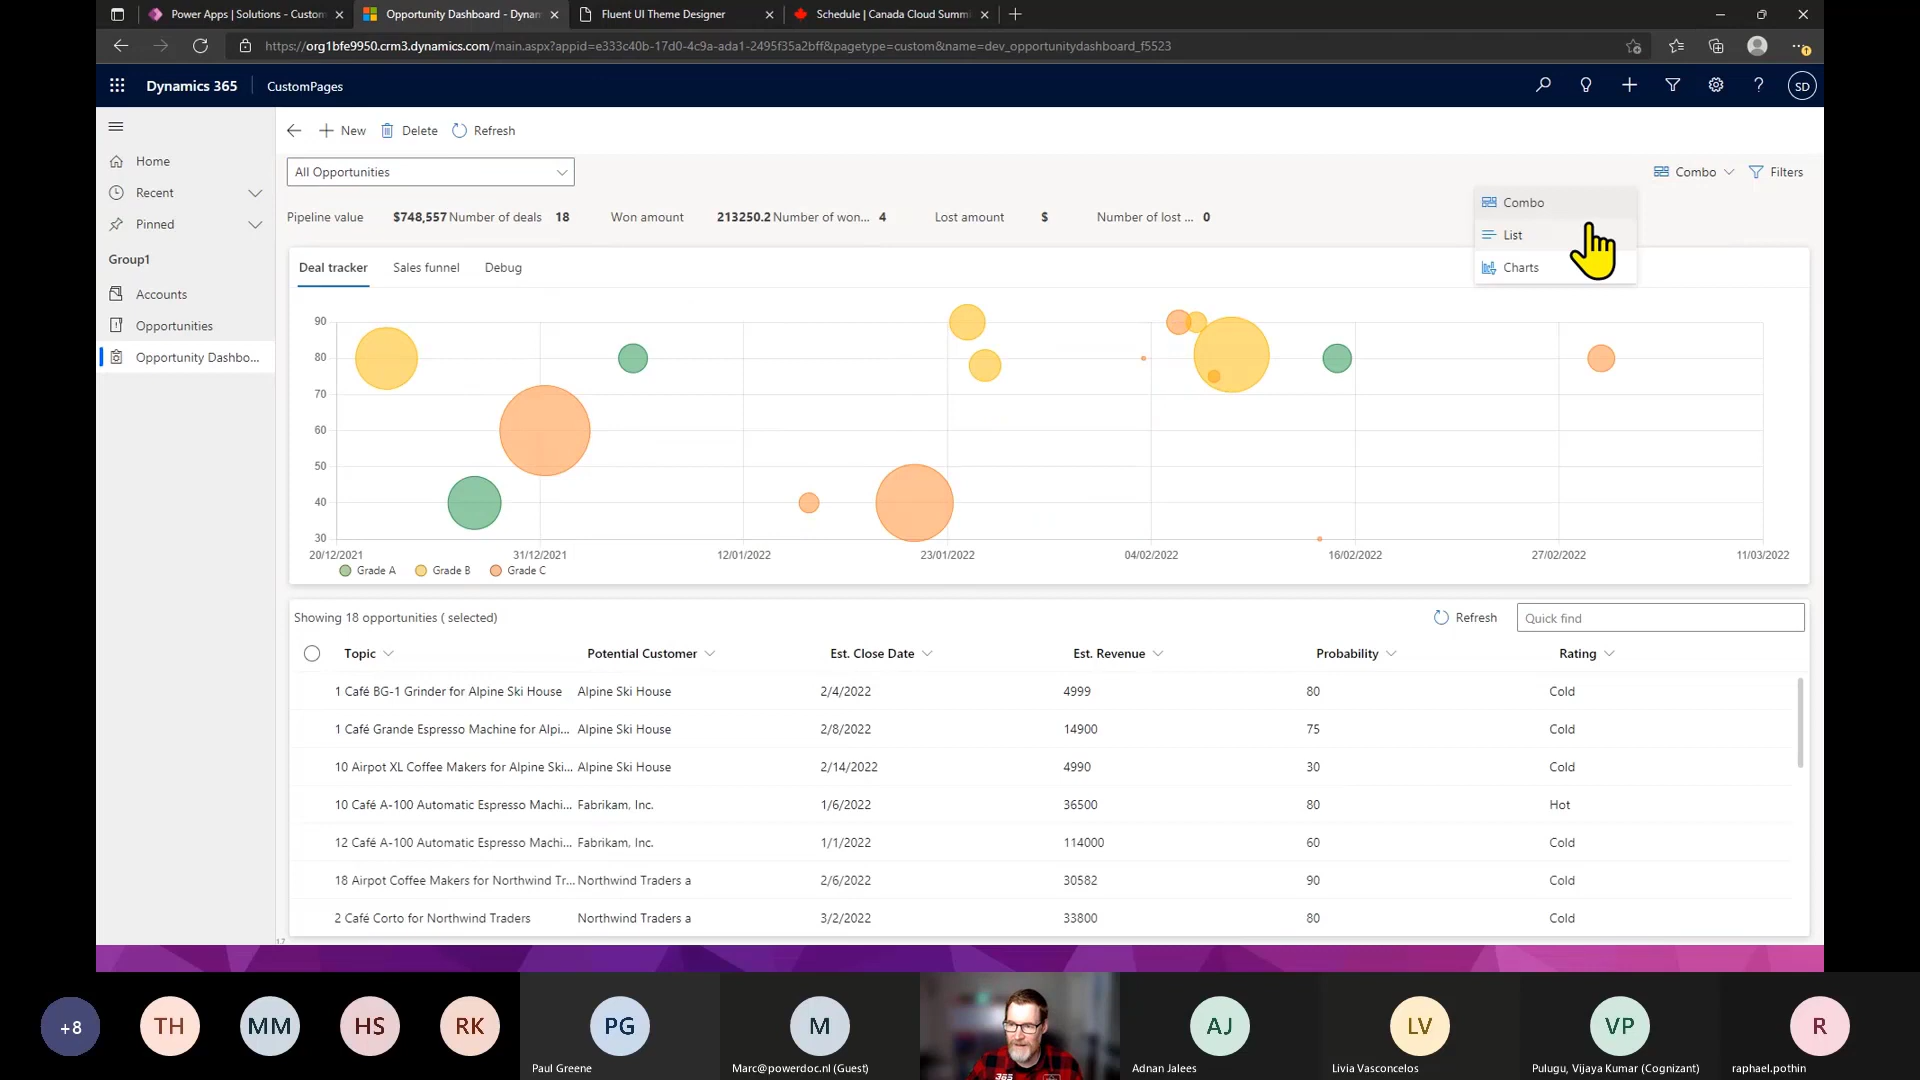 Power Apps | Solutions - Custom
Opportunity Dashboard - Dynam
Fluent UI Theme Designer
Schedule | Canada Cloud Summi
https://org1bfe9950.crm3.dynamics.com/main.aspx?appid=e333c40b-17d0-4c9a-ada1-2495f35a2bff&pagetype=custom&name=dev_opportunitydashboard_f5523
Dynamics 365 CustomPages
SD
New Delete Refresh
Home
Recent
Pinned
Group1
Accounts
Opportunities
Opportunity Dashbo...
All Opportunities
Combo Filters
Combo
List
Charts
Pipeline value $748,557 Number of deals 18 Won amount 213250.2 Number of won... 4 Lost amount $ Number of lost ... 0
Deal tracker Sales funnel Debug
90
80
70
60
50
40
30
20/12/2021 31/12/2021 12/01/2022 23/01/2022 04/02/2022 16/02/2022 27/02/2022 11/03/2022
Grade A Grade B Grade C
Showing 18 opportunities ( selected)
Refresh Quick find
Topic Potential Customer Est. Close Date Est. Revenue Probability Rating
1 Café BG-1 Grinder for Alpine Ski House Alpine Ski House 2/4/2022 4999 80 Cold
1 Café Grande Espresso Machine for Alpi... Alpine Ski House 2/8/2022 14900 75 Cold
10 Airpot XL Coffee Makers for Alpine Ski... Alpine Ski House 2/14/2022 4990 30 Cold
10 Café A-100 Automatic Espresso Machi... Fabrikam, Inc. 1/6/2022 36500 80 Hot
12 Café A-100 Automatic Espresso Machi... Fabrikam, Inc. 1/1/2022 114000 60 Cold
18 Airpot Coffee Makers for Northwind Tr... Northwind Traders a 2/6/2022 30582 90 Cold
2 Café Corto for Northwind Traders Northwind Traders a 3/2/2022 33800 80 Cold
+8 TH MM HS RK PG M AJ LV VP R
365
Paul Greene Marc@powerdoc.nl (Guest) Adnan Jalees Livia Vasconcelos Pulugu, Vijaya Kumar (Cognizant) raphael.pothin